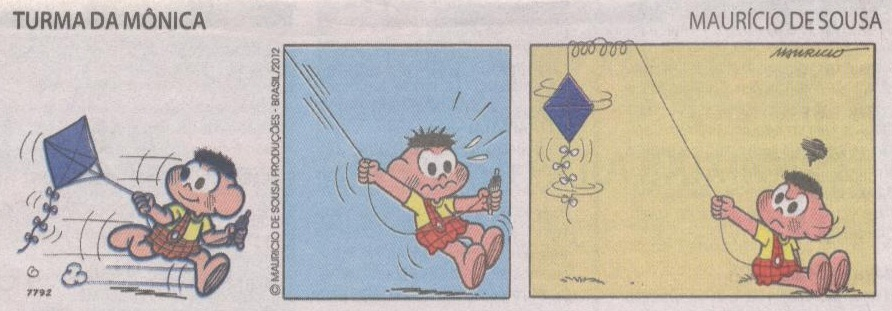 TURMA DA MÔNICA
MAURÍCIO DE SOUSA
© MAURICIO DE SOUSA PRODUÇÕES - BRASIL/2012
MAURICIO
7792